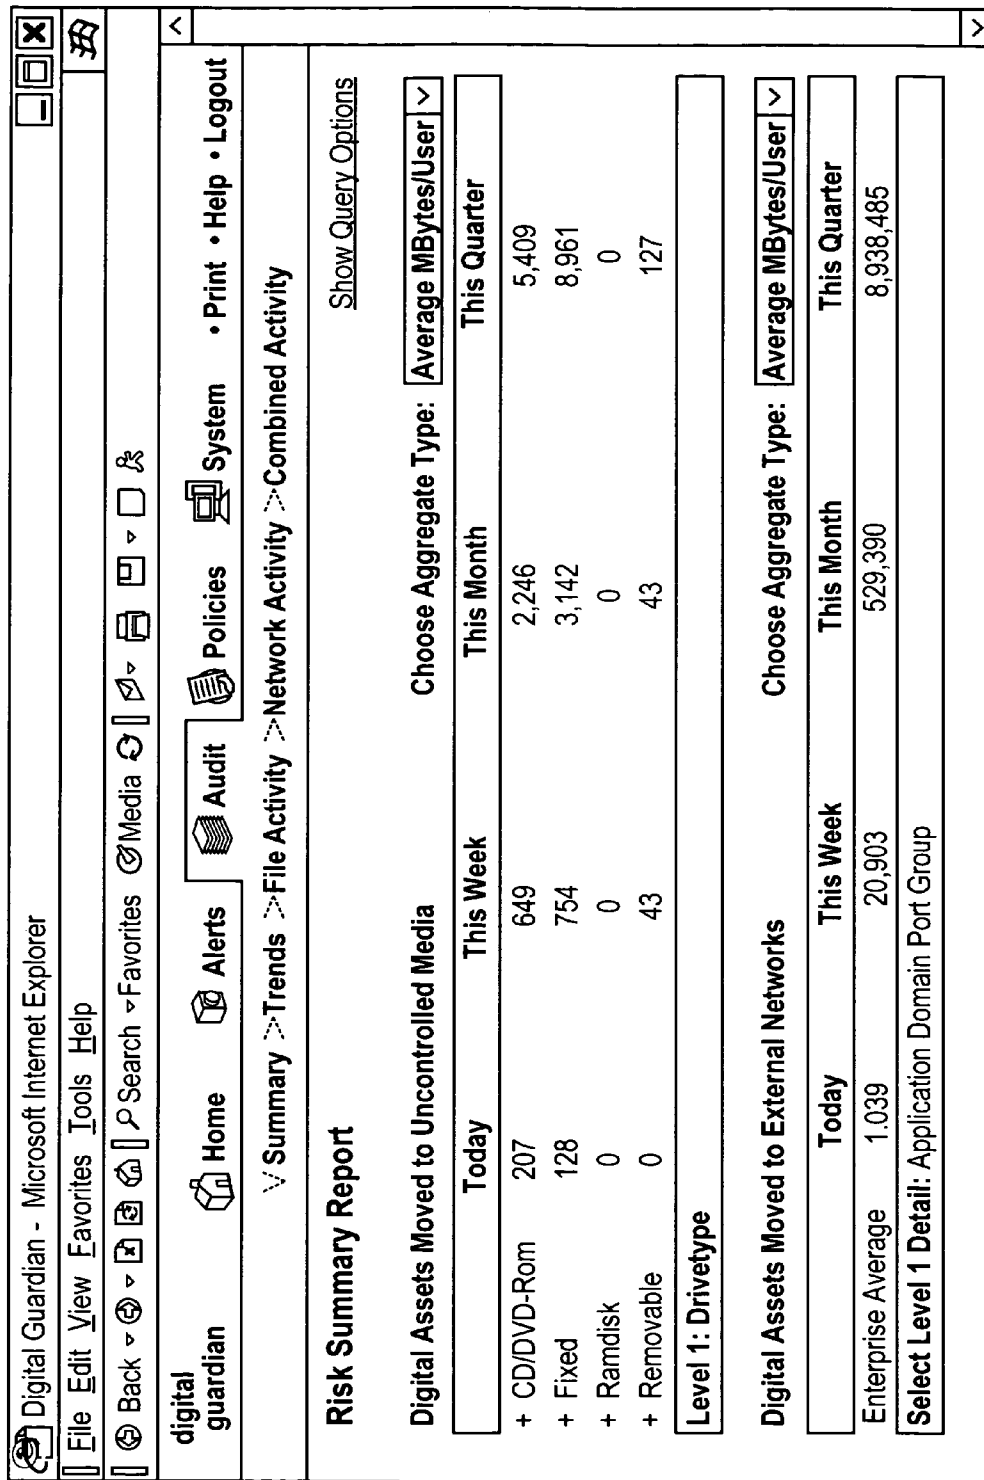 Digital Guardian - Microsoft Internet Explorer
File Edit View Favorites Tools Help
Back Search Favorites Media
digital guardian Home Alerts Audit Policies System • Print • Help • Logout
Summary >>Trends >>File Activity >>Network Activity >>Combined Activity
Risk Summary Report Show Query Options
Digital Assets Moved to Uncontrolled Media Choose Aggregate Type: Average MBytes/User
Today This Week This Month This Quarter
+ CD/DVD-Rom 207 649 2,246 5,409
+ Fixed 128 754 3,142 8,961
+ Ramdisk 0 0 0 0
+ Removable 0 43 43 127
Level 1: Drivetype
Digital Assets Moved to External Networks Choose Aggregate Type: Average MBytes/User
Today This Week This Month This Quarter
Enterprise Average 1.039 20,903 529,390 8,938,485
Select Level 1 Detail: Application Domain Port Group